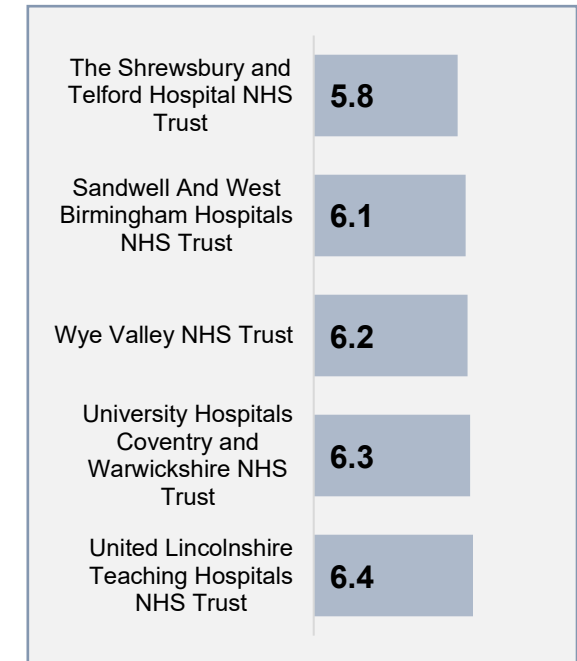 The Shrewsbury and
Telford Hospital NHS
Trust
5.8
Sandwell And West
Birmingham Hospitals
NHS Trust
6.1
Wye Valley NHS Trust
6.2
University Hospitals
Coventry and
Warwickshire NHS
Trust
6.3
United Lincolnshire
Teaching Hospitals
NHS Trust
6.4